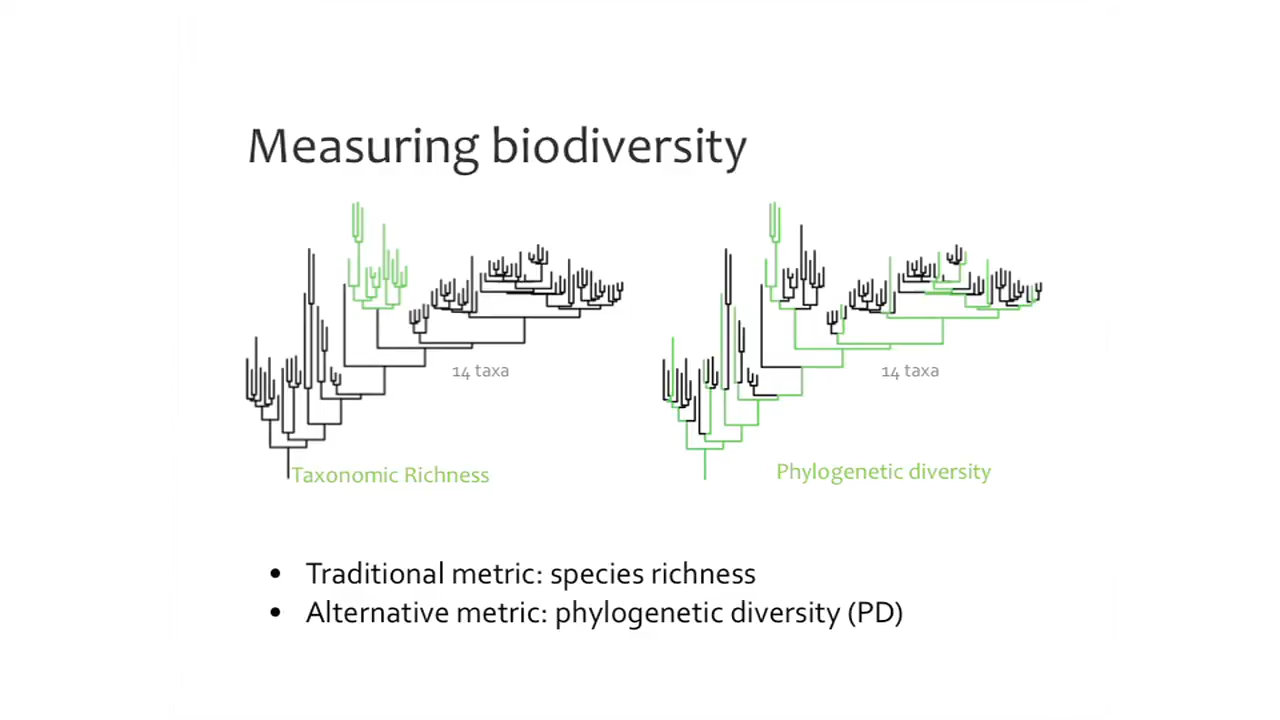 Measuring biodiversity
14 taxa
14 taxa
Taxonomic Richness
Phylogenetic diversity
• Traditional metric: species richness
• Alternative metric: phylogenetic diversity (PD)